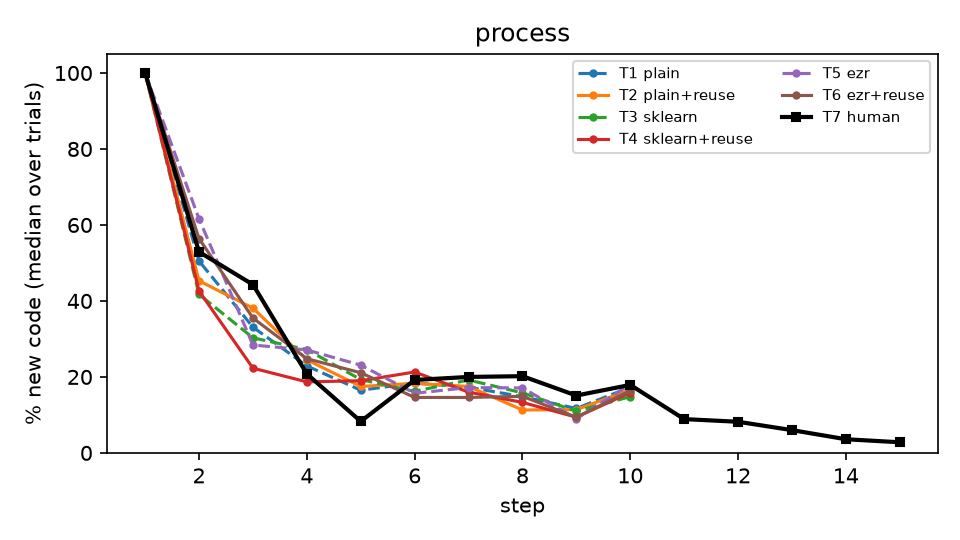 process
% new code (median over trials)
100
80
60
40
20
0
T1 plain
T2 plain+reuse
T3 sklearn
T4 sklearn+reuse
T5 ezr
T6 ezr+reuse
T7 human
2 4 6 8 10 12 14
step